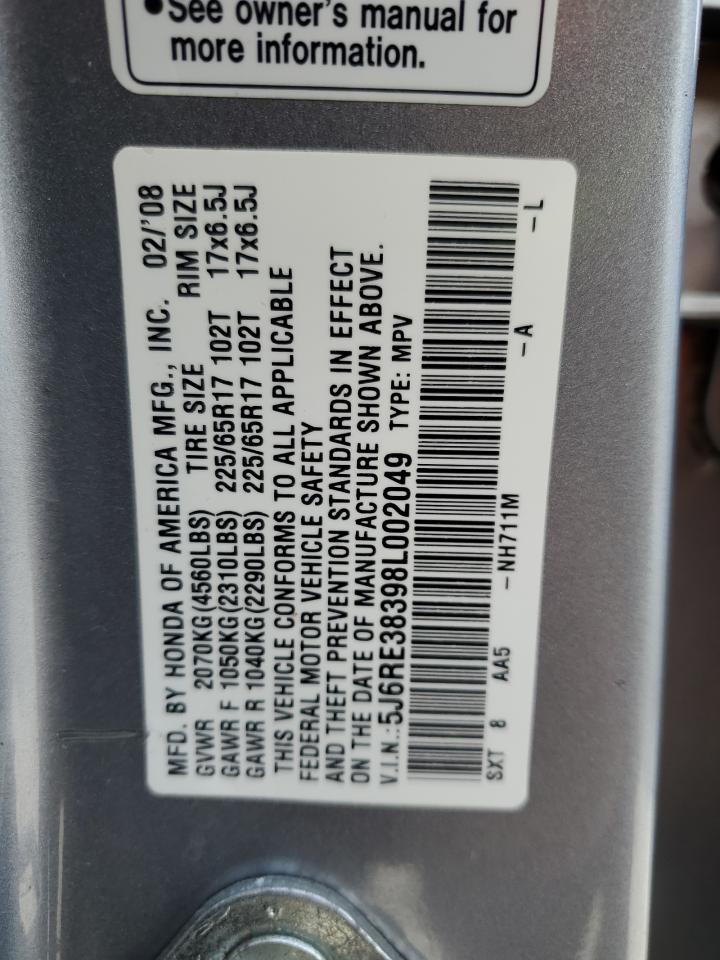 ●See owner's manual for
more information.
MFD. BY HONDA OF AMERICA MFG., INC. 02/'08
GVWR 2070KG(4560LBS) TIRE SIZE RIM SIZE
GAWR F 1050KG(2310LBS) 225/65R17 102T 17x6.5J
GAWR R 1040KG(2290LBS) 225/65R17 102T 17x6.5J
THIS VEHICLE CONFORMS TO ALL APPLICABLE
FEDERAL MOTOR VEHICLE SAFETY
AND THEFT PREVENTION STANDARDS IN EFFECT
ON THE DATE OF MANUFACTURE SHOWN ABOVE.
V.I.N.:5J6RE38398L002049 TYPE: MPV
SXT 8 AA5 -NH711M -A -L